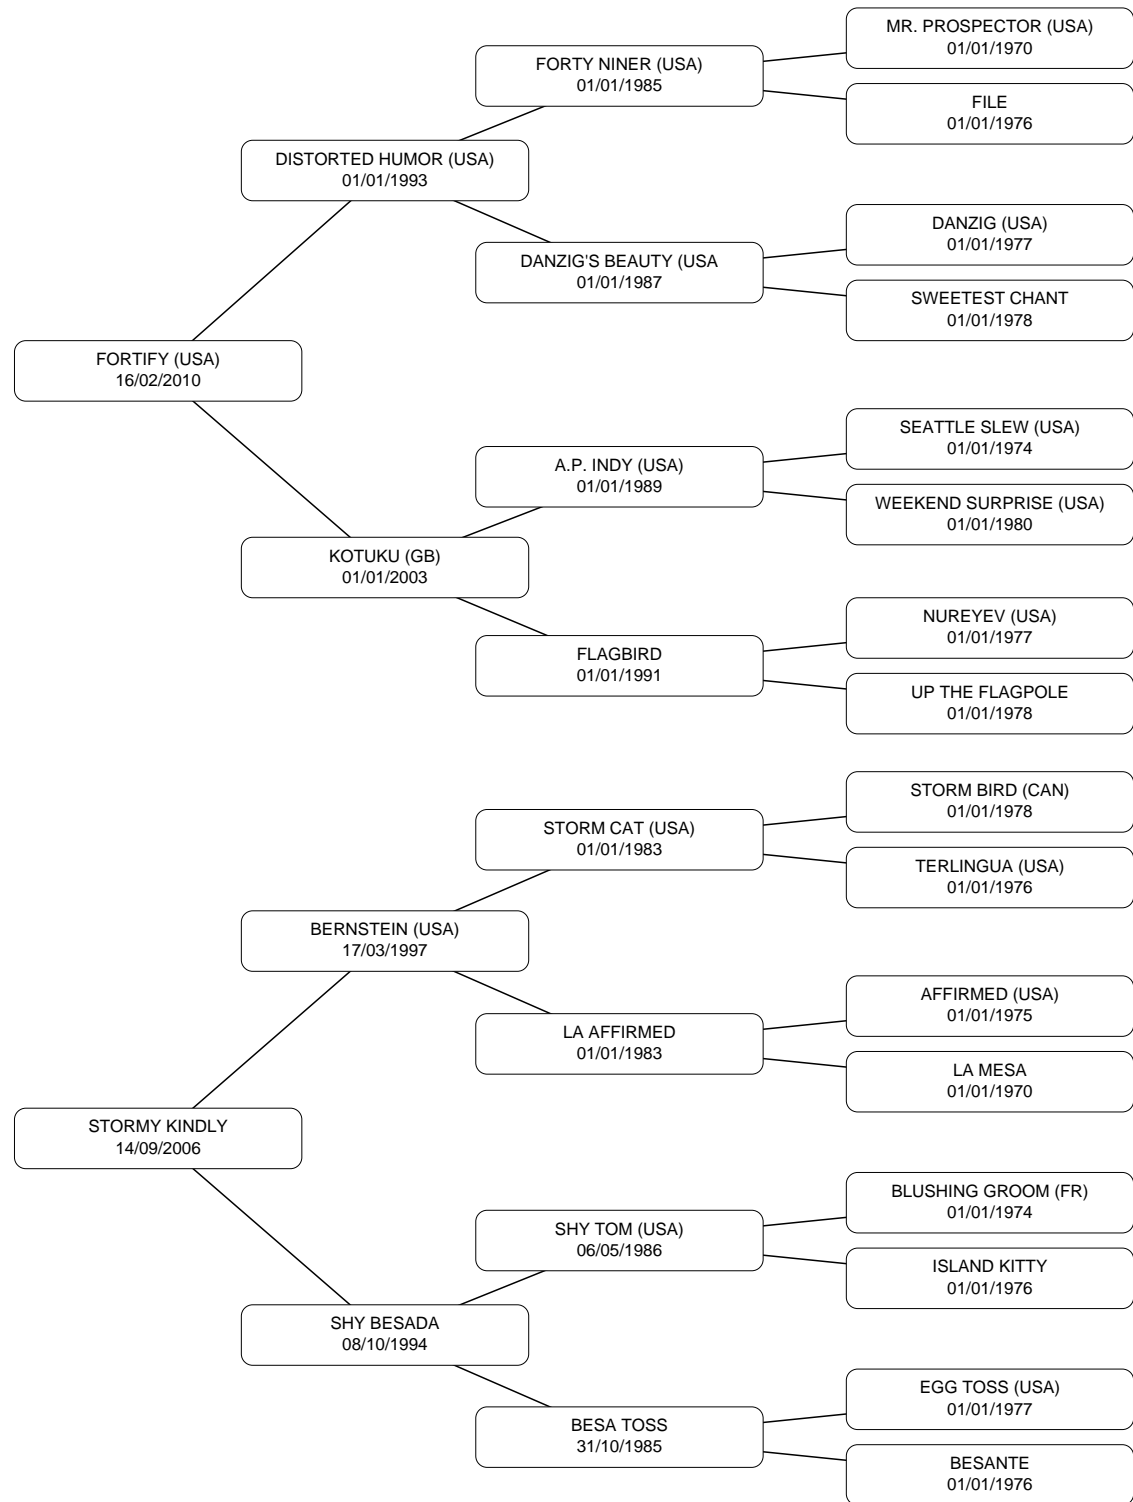 MR. PROSPECTOR (USA)
01/01/1970
FORTY NINER (USA)
01/01/1985
FILE
01/01/1976
DISTORTED HUMOR (USA)
01/01/1993
DANZIG (USA)
01/01/1977
DANZIG'S BEAUTY (USA
01/01/1987
SWEETEST CHANT
01/01/1978
FORTIFY (USA)
16/02/2010
SEATTLE SLEW (USA)
01/01/1974
A.P. INDY (USA)
01/01/1989
WEEKEND SURPRISE (USA)
01/01/1980
KOTUKU (GB)
01/01/2003
NUREYEV (USA)
01/01/1977
FLAGBIRD
01/01/1991
UP THE FLAGPOLE
01/01/1978
STORM BIRD (CAN)
01/01/1978
STORM CAT (USA)
01/01/1983
TERLINGUA (USA)
01/01/1976
BERNSTEIN (USA)
17/03/1997
AFFIRMED (USA)
01/01/1975
LA AFFIRMED
01/01/1983
LA MESA
01/01/1970
STORMY KINDLY
14/09/2006
BLUSHING GROOM (FR)
01/01/1974
SHY TOM (USA)
06/05/1986
ISLAND KITTY
01/01/1976
SHY BESADA
08/10/1994
EGG TOSS (USA)
01/01/1977
BESA TOSS
31/10/1985
BESANTE
01/01/1976